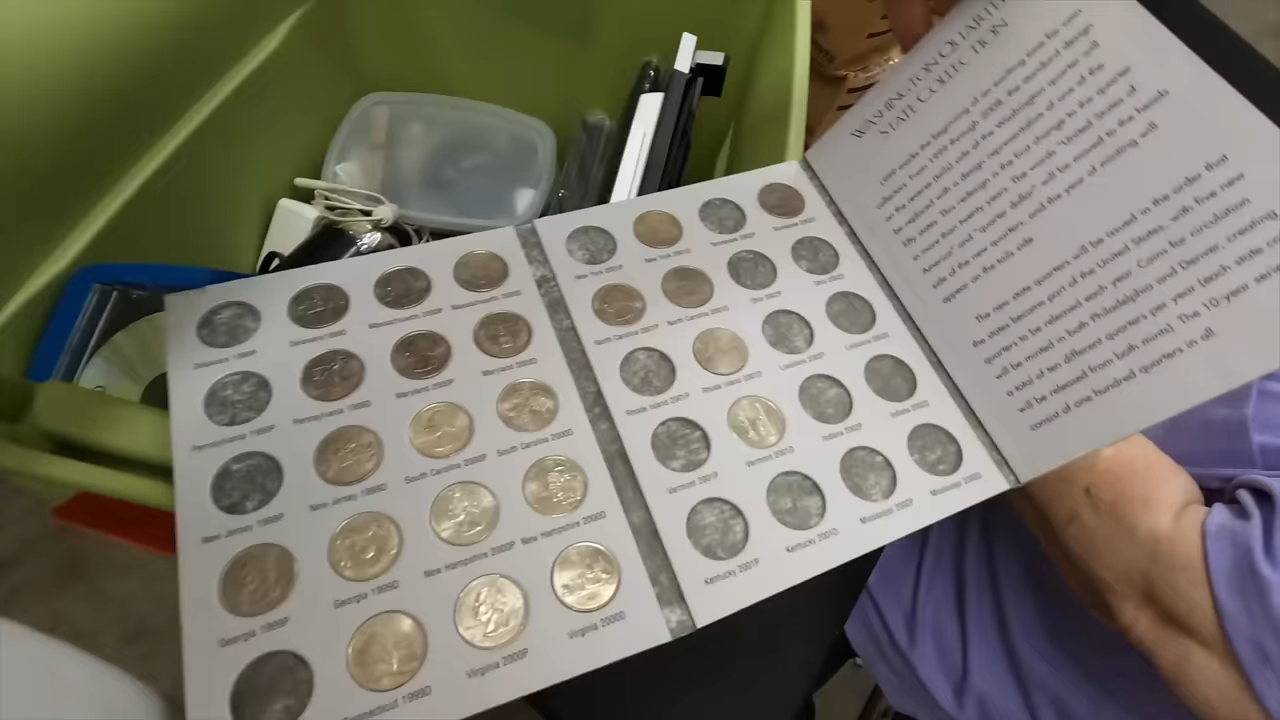 Delaware 1999P
Delaware 1999D
Massachusetts 2000P
Massachusetts 2000D
Pennsylvania 1999P
Pennsylvania 1999D
Maryland 2000P
Maryland 2000D
New Jersey 1999P
New Jersey 1999D
South Carolina 2000P
South Carolina 2000D
Georgia 1999P
Georgia 1999D
New Hampshire 2000P
New Hampshire 2000D
Connecticut 1999D
Virginia 2000P
Virginia 2000D
New York 2001P
New York 2001D
Tennessee 2002P
Tennessee 2002D
North Carolina 2001P
North Carolina 2001D
Ohio 2002P
Ohio 2002D
Rhode Island 2001P
Rhode Island 2001D
Louisiana 2002P
Louisiana 2002D
Vermont 2001P
Vermont 2001D
Indiana 2002P
Indiana 2002D
Kentucky 2001P
Kentucky 2001D
Mississippi 2002P
Mississippi 2002D
WASHINGTON QUARTER
STATE COLLECTION
1999 marks the beginning of an exciting time for coin
collectors. From 1999 through 2008, the standard design
on the reverse (tails) side of the Washington quarter will
be replaced with a design representative of one of the
fifty states. This redesign is the first change to the quarter
in more than twenty years. The words "United States of
America" and "quarter dollar" will be moved to the heads
side of the new quarters, and the year of minting will
appear on the tails side.
The new state quarters will be issued in the order that
the states become part of the United States, with five new
quarters to be released each year. Coins for circulation
will be minted in both Philadelphia and Denver, creating
a total of ten different quarters per year (each state
will be released from both mints). The 10-year
consist of one hundred quarters in all.